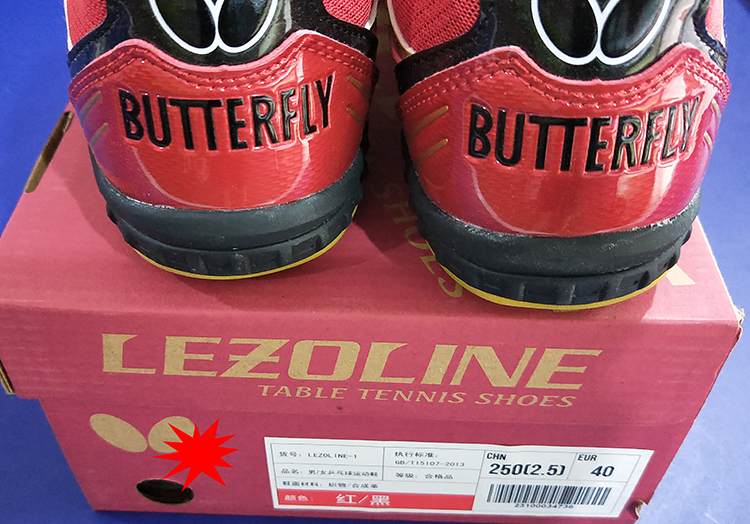 BUTTERFLY
BUTTERFLY
SHOES
LEZOLINE
TABLE TENNIS SHOES
货号: LEZOLINE-1
执行标准: GB/T15107-2013
品名: 男/女乒乓球运动鞋
等级: 合格品
鞋面材料: 织物/合成革
颜色: 红/黑
CHN
250(2.5)
EUR
40
23100034736